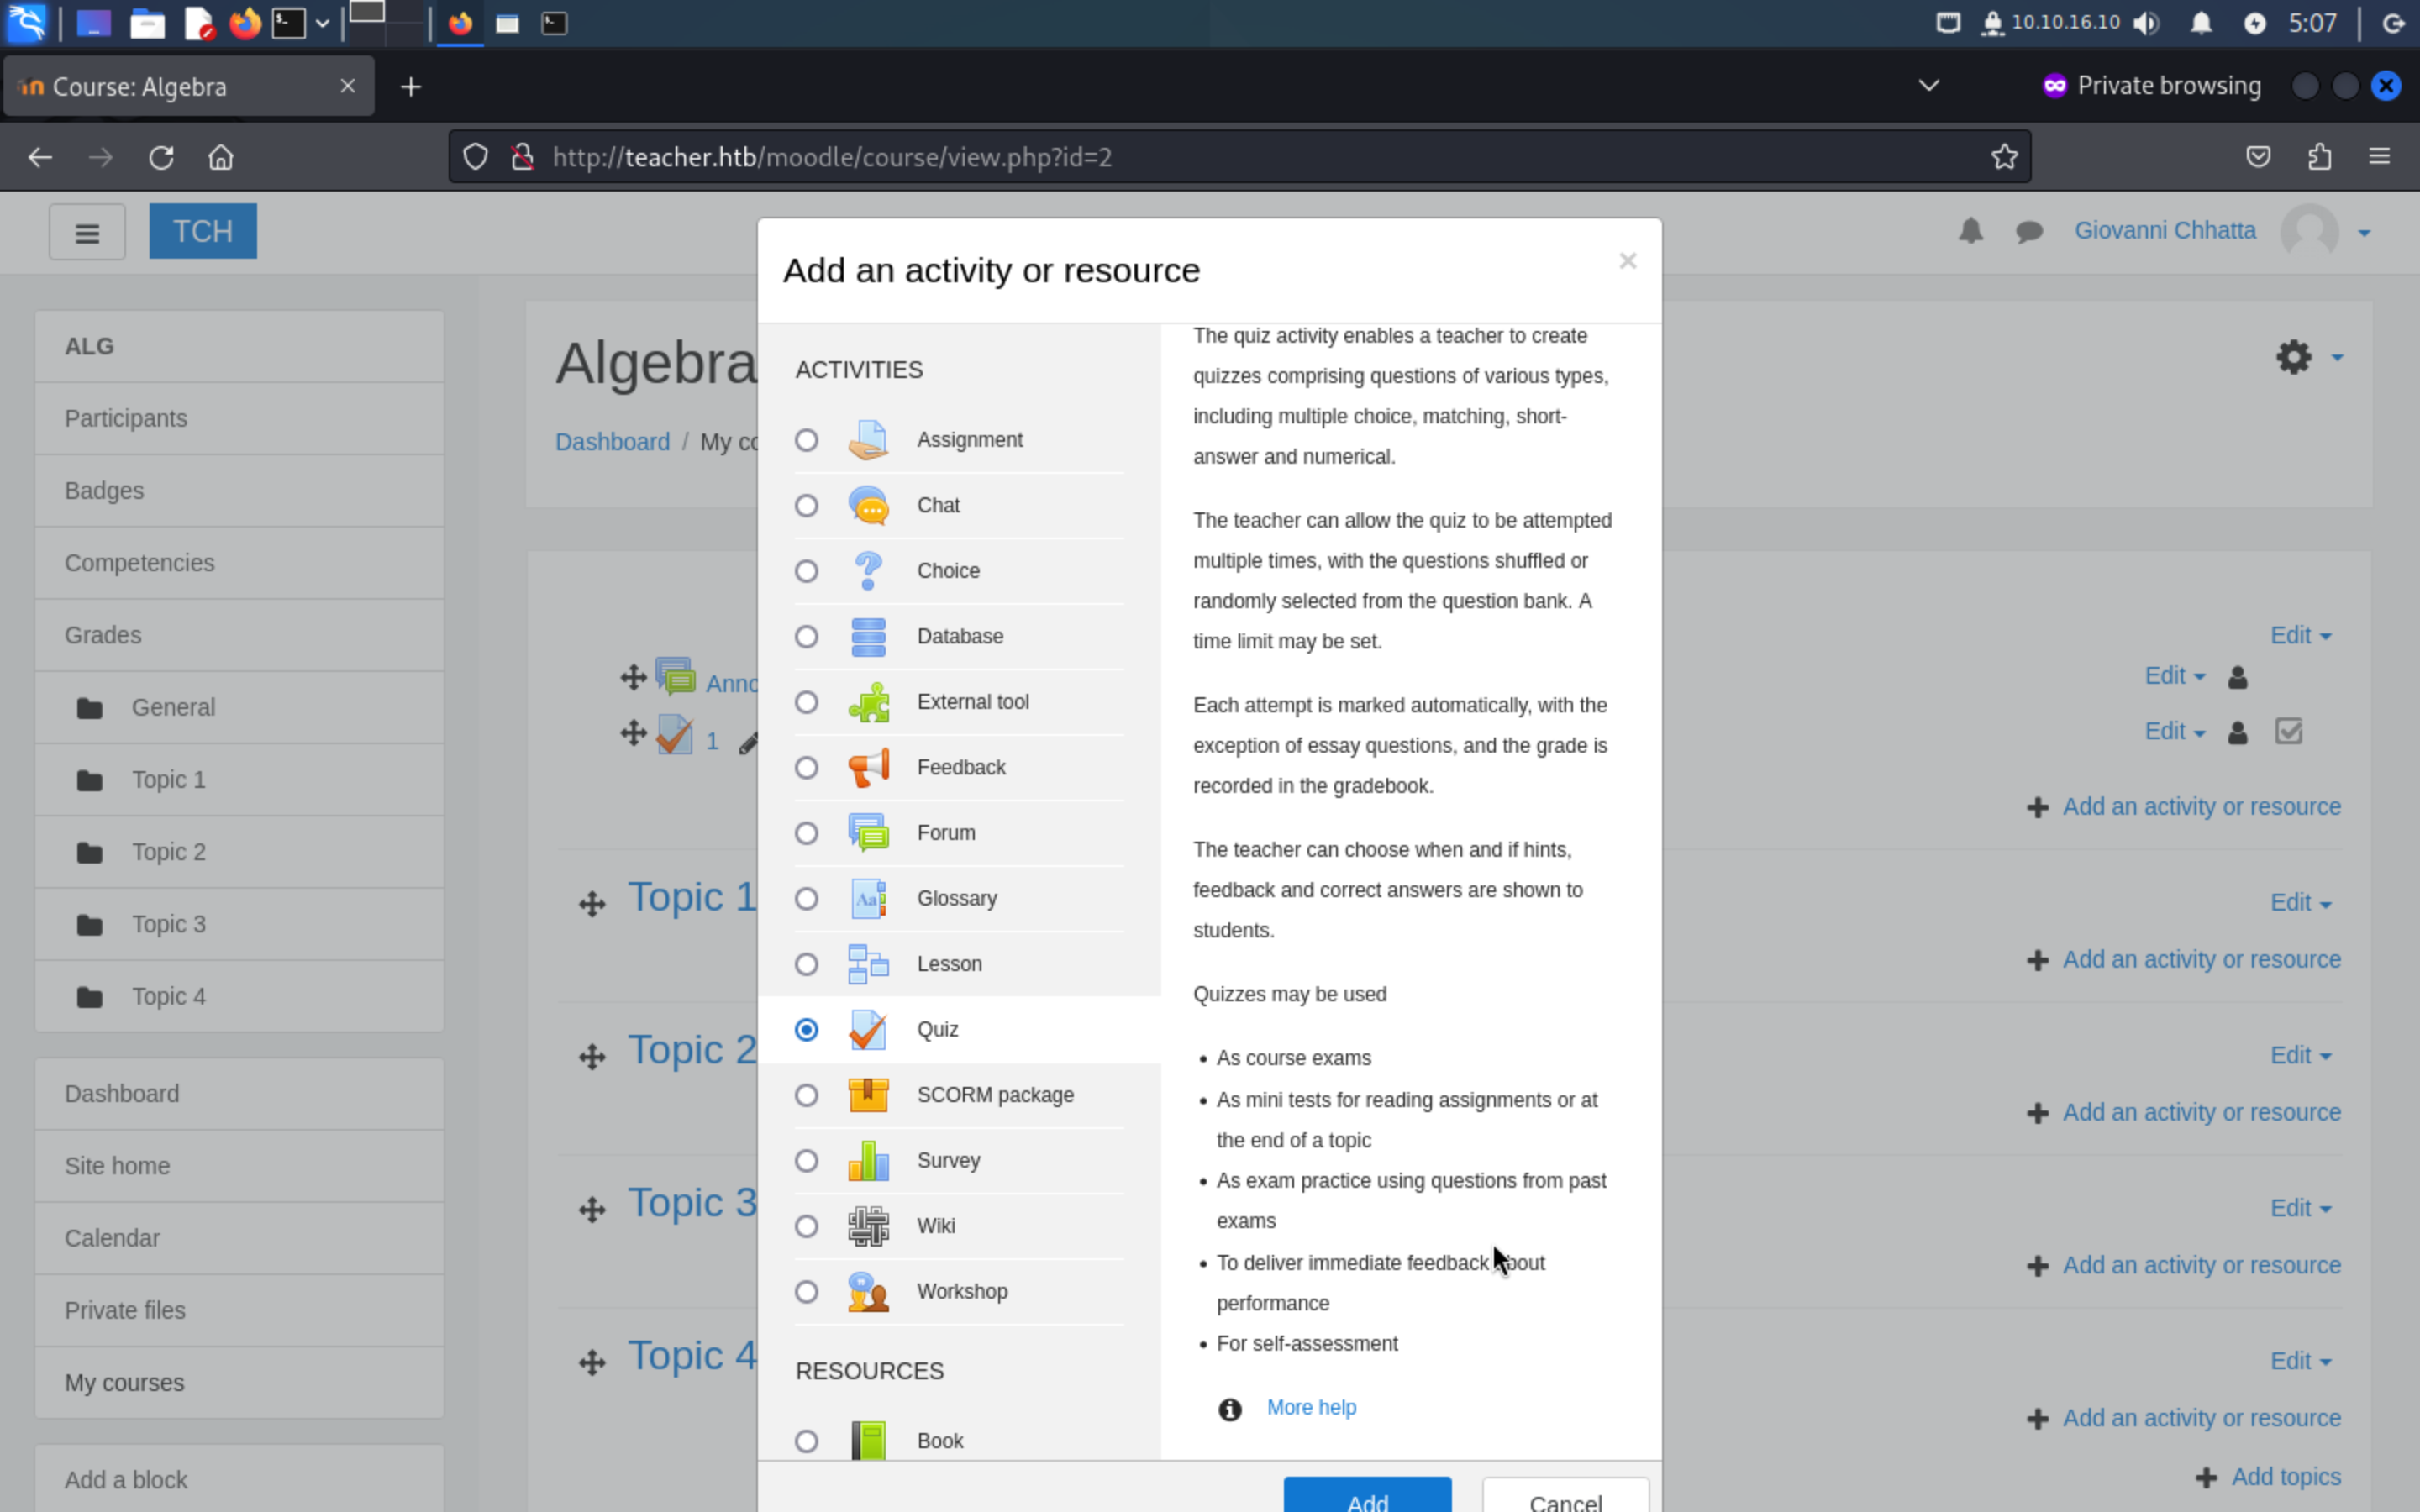 10.10.16.10
5:07
Course: Algebra
Private browsing
http://teacher.htb/moodle/course/view.php?id=2
TCH
Giovanni Chhatta
ALG
Participants
Badges
Competencies
Grades
General
Topic 1
Topic 2
Topic 3
Topic 4
Dashboard
Site home
Calendar
Private files
My courses
Add a block
Algebra
Dashboard / My co
Anno
1
Topic 1
Topic 2
Topic 3
Topic 4
Add an activity or resource
×
ACTIVITIES
Assignment
Chat
Choice
Database
External tool
Feedback
Forum
Glossary
Lesson
Quiz
SCORM package
Survey
Wiki
Workshop
RESOURCES
Book
The quiz activity enables a teacher to create
quizzes comprising questions of various types,
including multiple choice, matching, short-
answer and numerical.
The teacher can allow the quiz to be attempted
multiple times, with the questions shuffled or
randomly selected from the question bank. A
time limit may be set.
Each attempt is marked automatically, with the
exception of essay questions, and the grade is
recorded in the gradebook.
The teacher can choose when and if hints,
feedback and correct answers are shown to
students.
Quizzes may be used
• As course exams
• As mini tests for reading assignments or at
the end of a topic
• As exam practice using questions from past
exams
• To deliver immediate feedback about
performance
• For self-assessment
More help
Add
Cancel
Edit
Edit
Edit
Add an activity or resource
Edit
Add an activity or resource
Edit
Add an activity or resource
Edit
Add an activity or resource
Edit
Add an activity or resource
Add topics